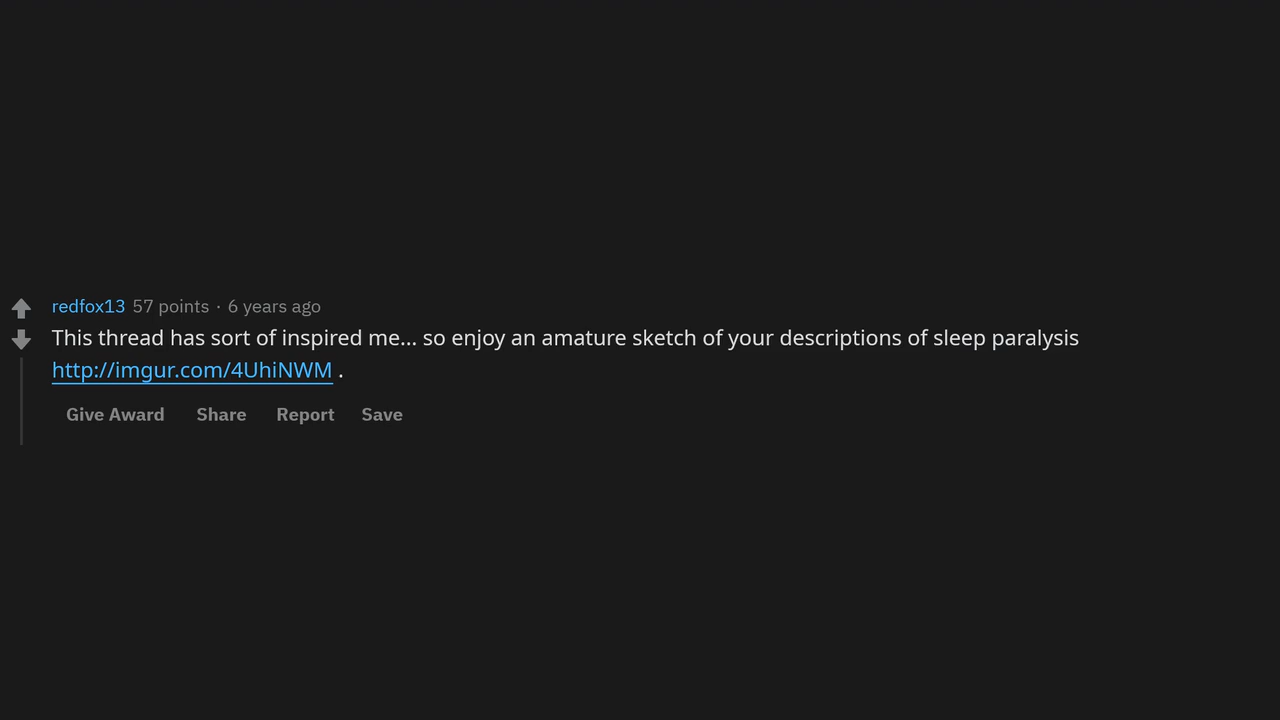 redfox13 57 points · 6 years ago
This thread has sort of inspired me... so enjoy an amature sketch of your descriptions of sleep paralysis
http://imgur.com/4UhiNWM .
Give Award Share Report Save